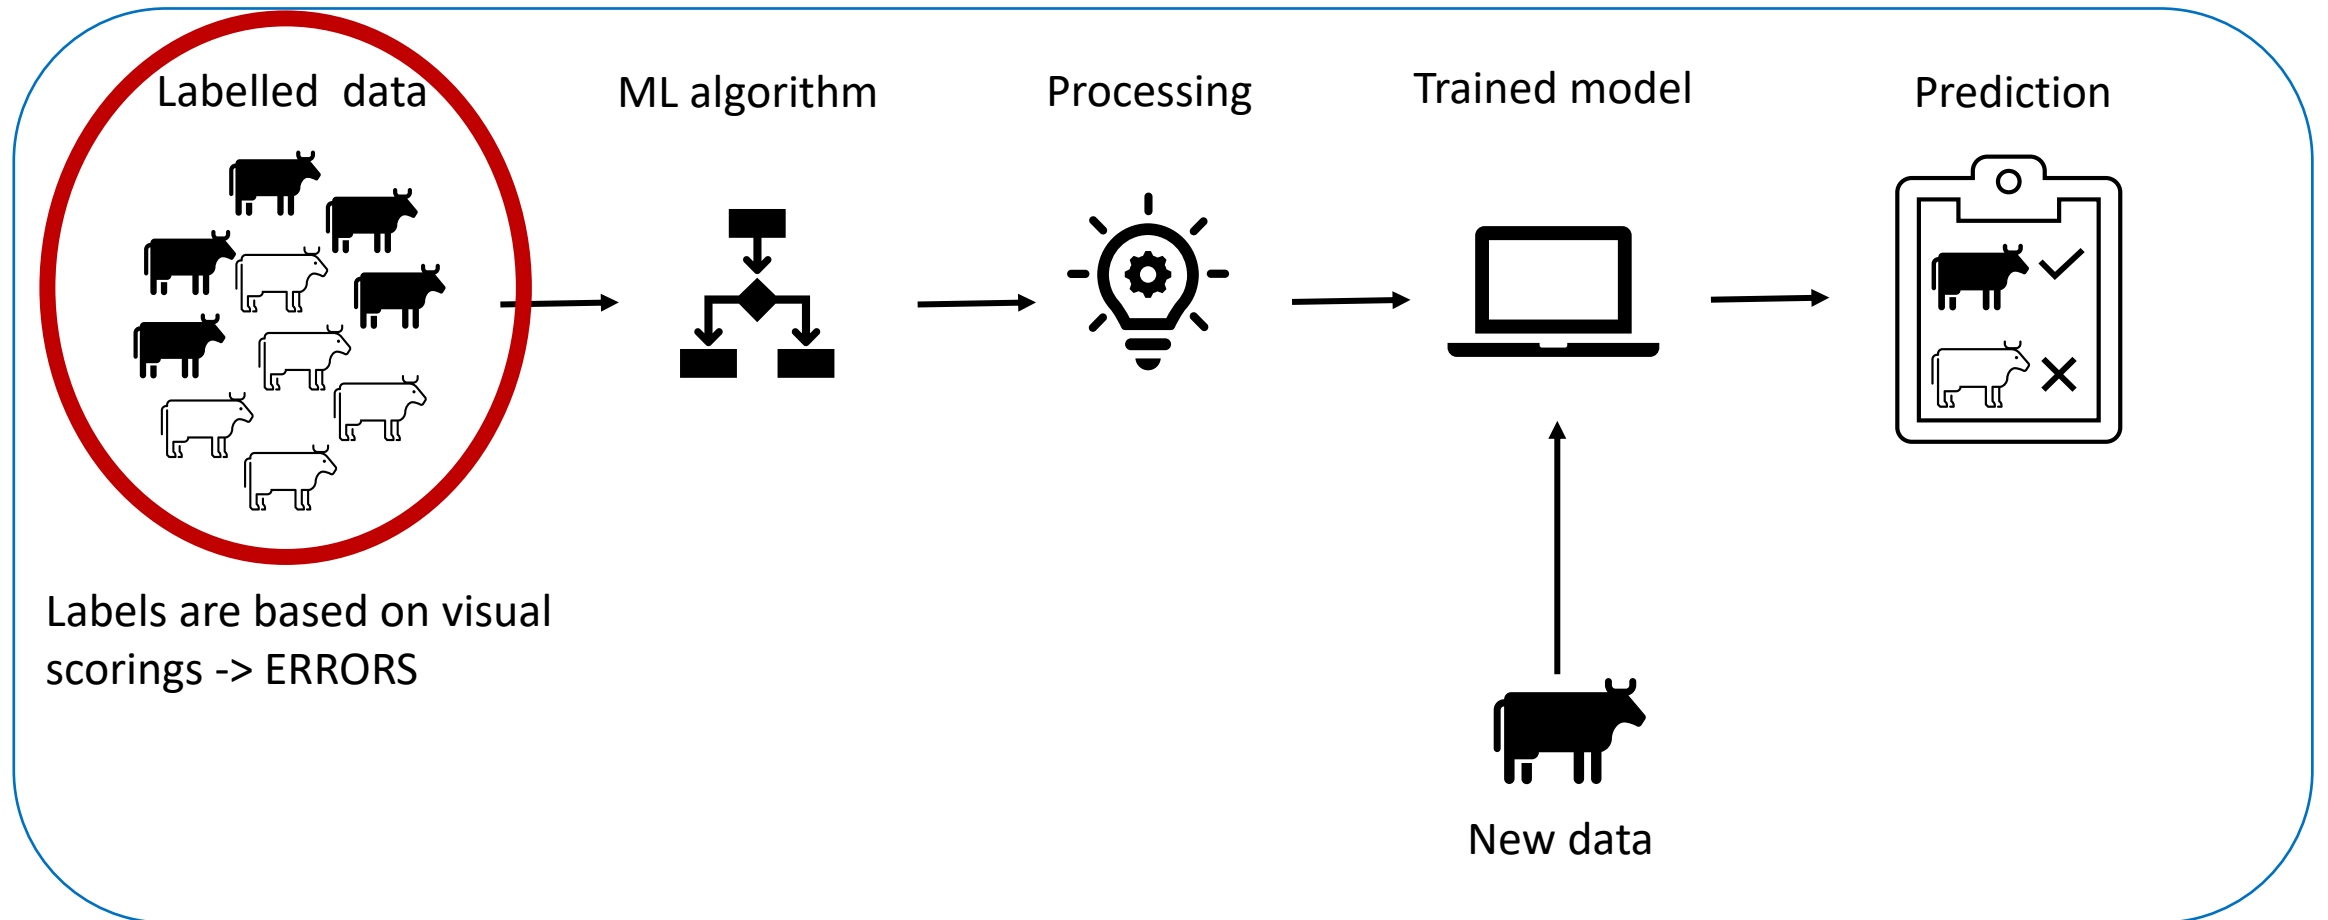 Labelled  data
ML algorithm
Processing
Trained model
Prediction
Labels are based on visual
scorings -> ERRORS
New data